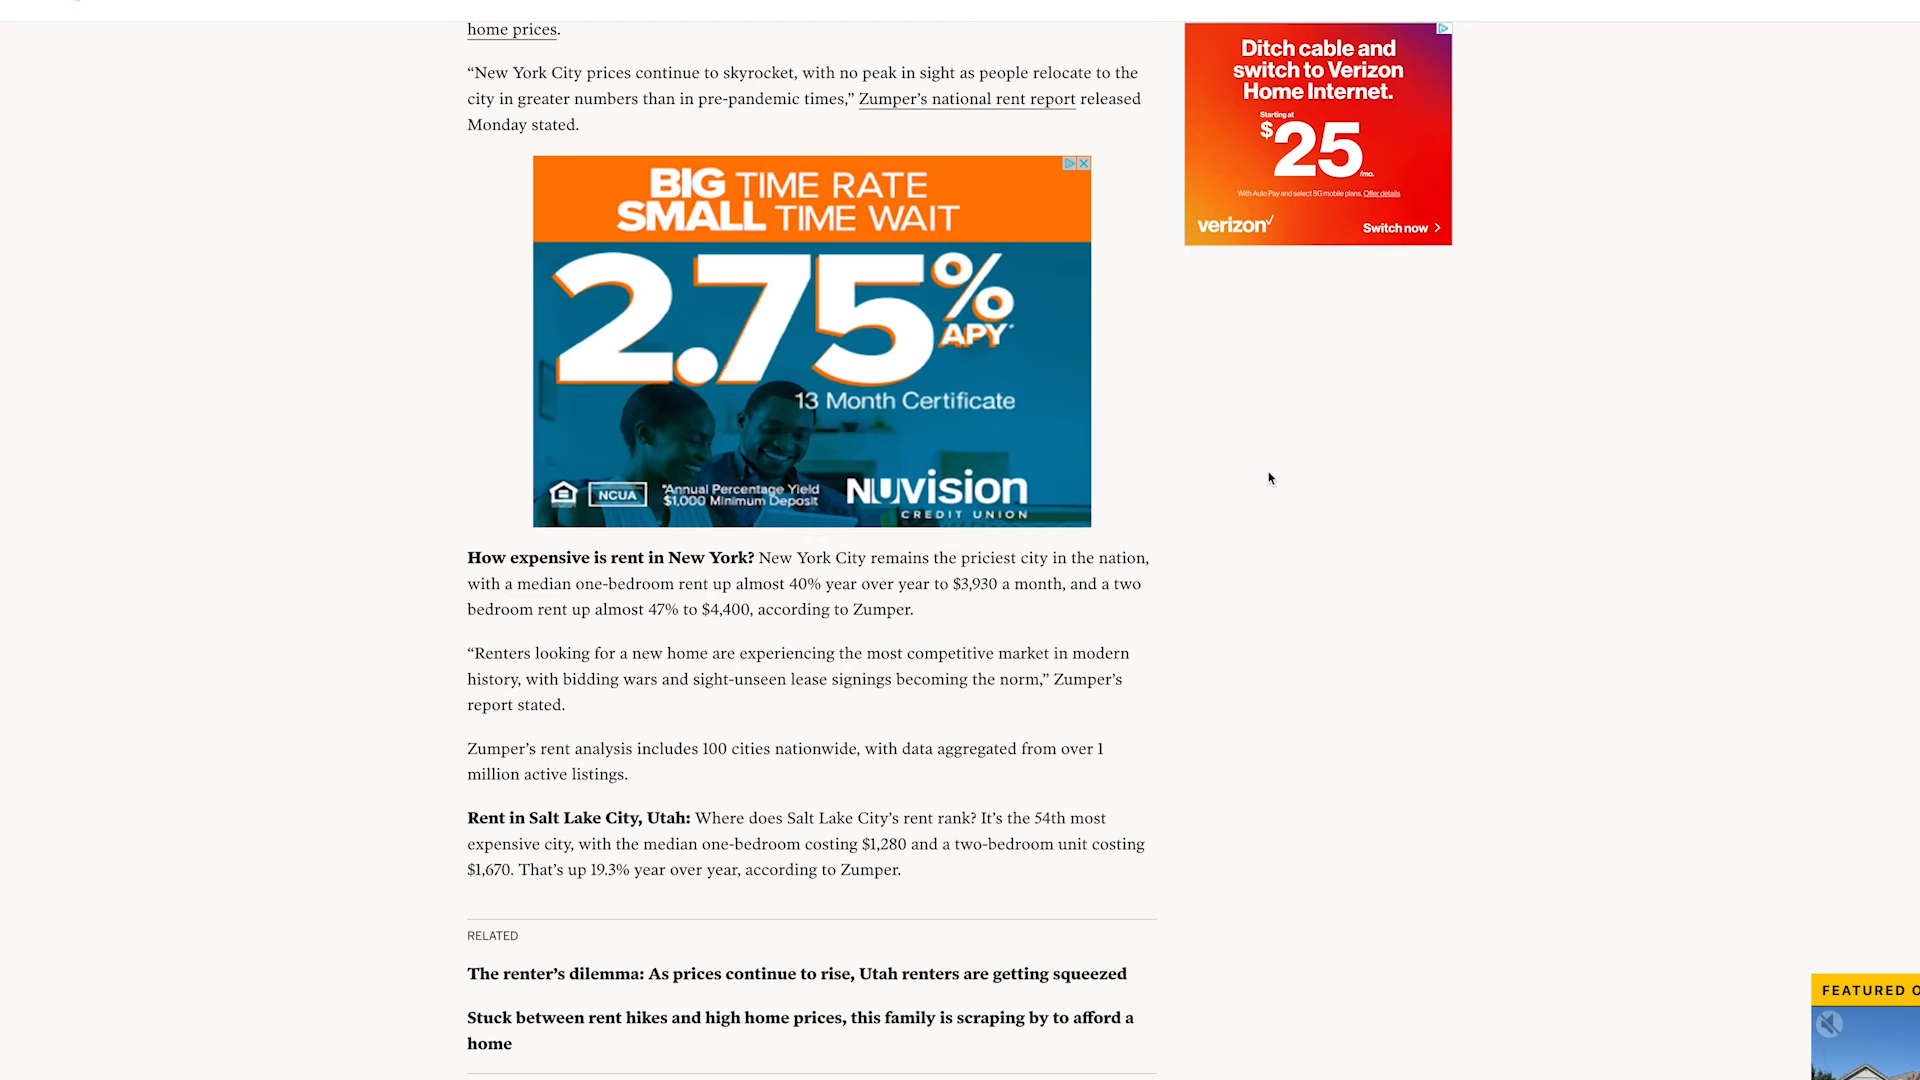 home prices.
“New York City prices continue to skyrocket, with no peak in sight as people relocate to the
city in greater numbers than in pre-pandemic times,” Zumper’s national rent report released
Monday stated.
BIG TIME RATE
SMALL TIME WAIT
2.75% APY*
13 Month Certificate
NCUA
*Annual Percentage Yield
$1,000 Minimum Deposit
NUvision
CREDIT UNION
How expensive is rent in New York? New York City remains the priciest city in the nation,
with a median one-bedroom rent up almost 40% year over year to $3,930 a month, and a two
bedroom rent up almost 47% to $4,400, according to Zumper.
“Renters looking for a new home are experiencing the most competitive market in modern
history, with bidding wars and sight-unseen lease signings becoming the norm,” Zumper’s
report stated.
Zumper’s rent analysis includes 100 cities nationwide, with data aggregated from over 1
million active listings.
Rent in Salt Lake City, Utah: Where does Salt Lake City’s rent rank? It’s the 54th most
expensive city, with the median one-bedroom costing $1,280 and a two-bedroom unit costing
$1,670. That’s up 19.3% year over year, according to Zumper.
RELATED
The renter’s dilemma: As prices continue to rise, Utah renters are getting squeezed
Stuck between rent hikes and high home prices, this family is scraping by to afford a
home
Ditch cable and
switch to Verizon
Home Internet.
Starting at
$25/mo.
With Auto Pay and select 5G mobile plans. Offer details
verizon✓
Switch now >
FEATURED O